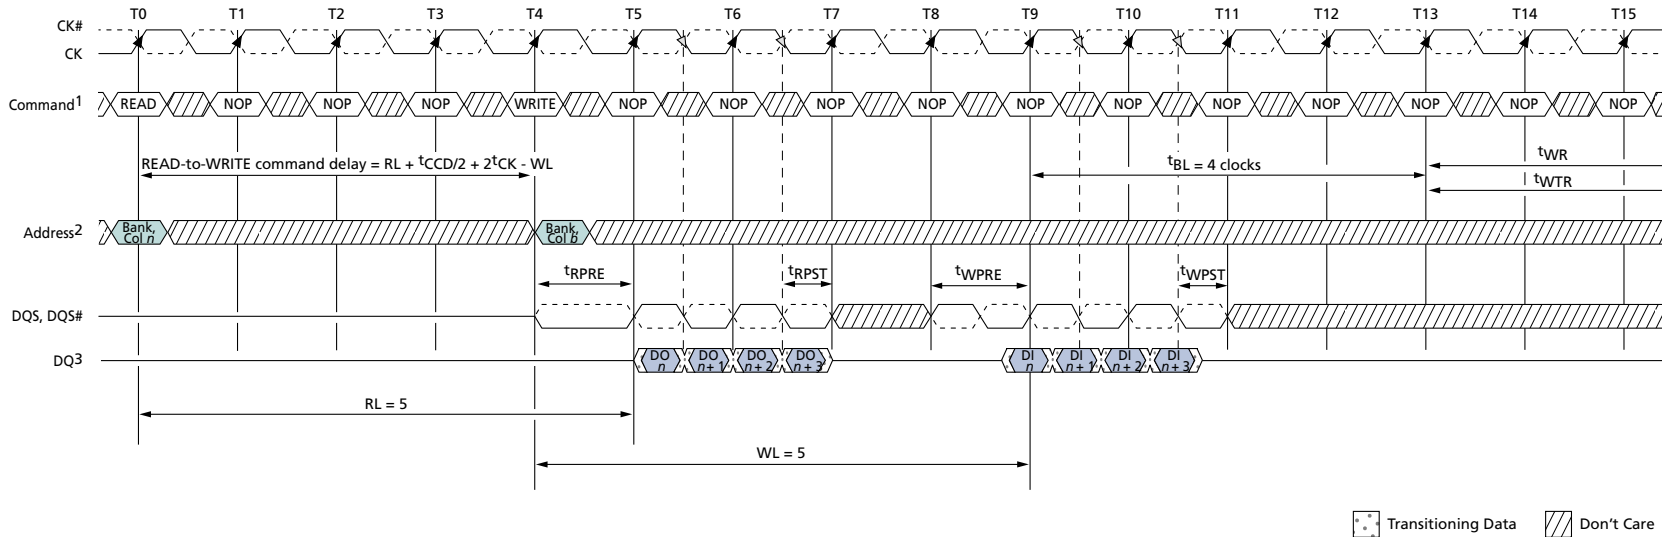 T0 T1 T2 T3 T4 T5 T6 T7 T8 T9 T10 T11 T12 T13 T14 T15
CK#
CK
Command1 READ NOP NOP NOP WRITE NOP NOP NOP NOP NOP NOP NOP NOP NOP NOP NOP
READ-to-WRITE command delay = RL + tCCD/2 + 2tCK - WL
tBL = 4 clocks
tWR
tWTR
Address2
Bank,
Col n
Bank,
Col b
tRPRE tRPST tWPRE tWPST
DQS, DQS#
DQ3
DO
n
DO
n + 1
DO
n + 2
DO
n + 3
DI
n
DI
n + 1
DI
n + 2
DI
n + 3
RL = 5
WL = 5
Transitioning Data
Don't Care